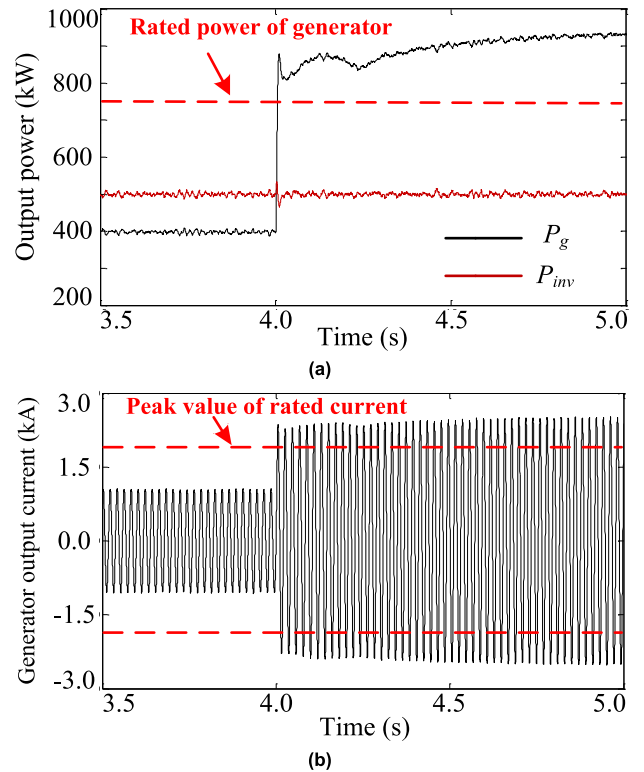 Output power (kW)
1000
800
600
400
200
Rated power of generator
P_g
P_inv
3.5
4.0
4.5
5.0
Time (s)
(a)
Generator output current (kA)
3.0
1.5
0.0
-1.5
-3.0
Peak value of rated current
3.5
4.0
4.5
5.0
Time (s)
(b)